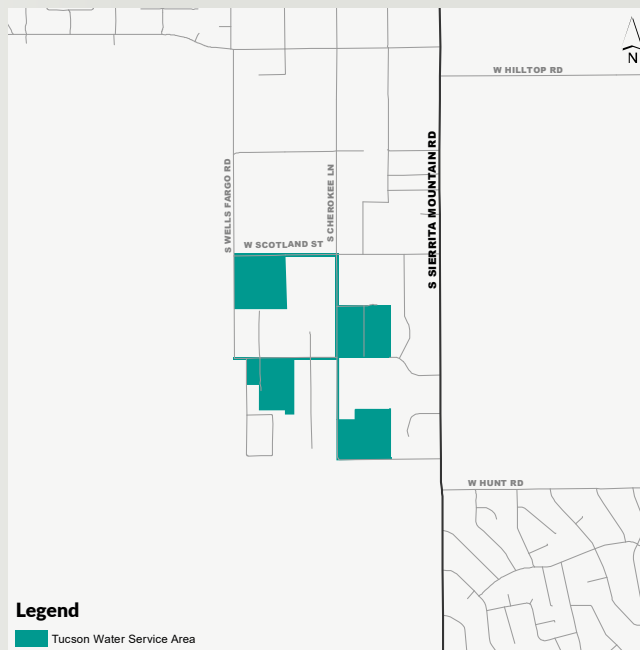 N
W HILLTOP RD
S SIERRITA MOUNTAIN RD
S WELLS FARGO RD
S CHEROKEE LN
W SCOTLAND ST
W HUNT RD
Legend
Tucson Water Service Area